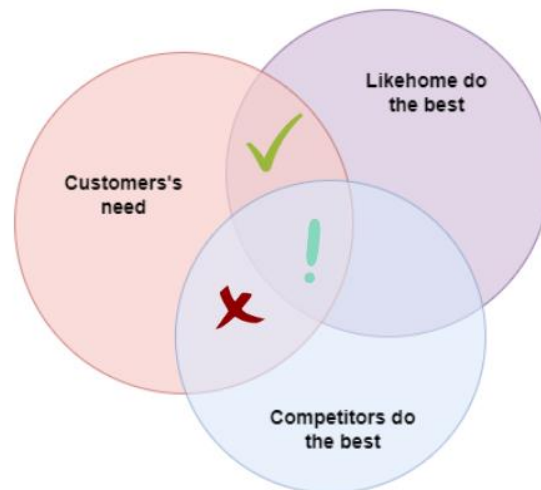 Likehome do
the best
Customers's
need
Competitors do
the best